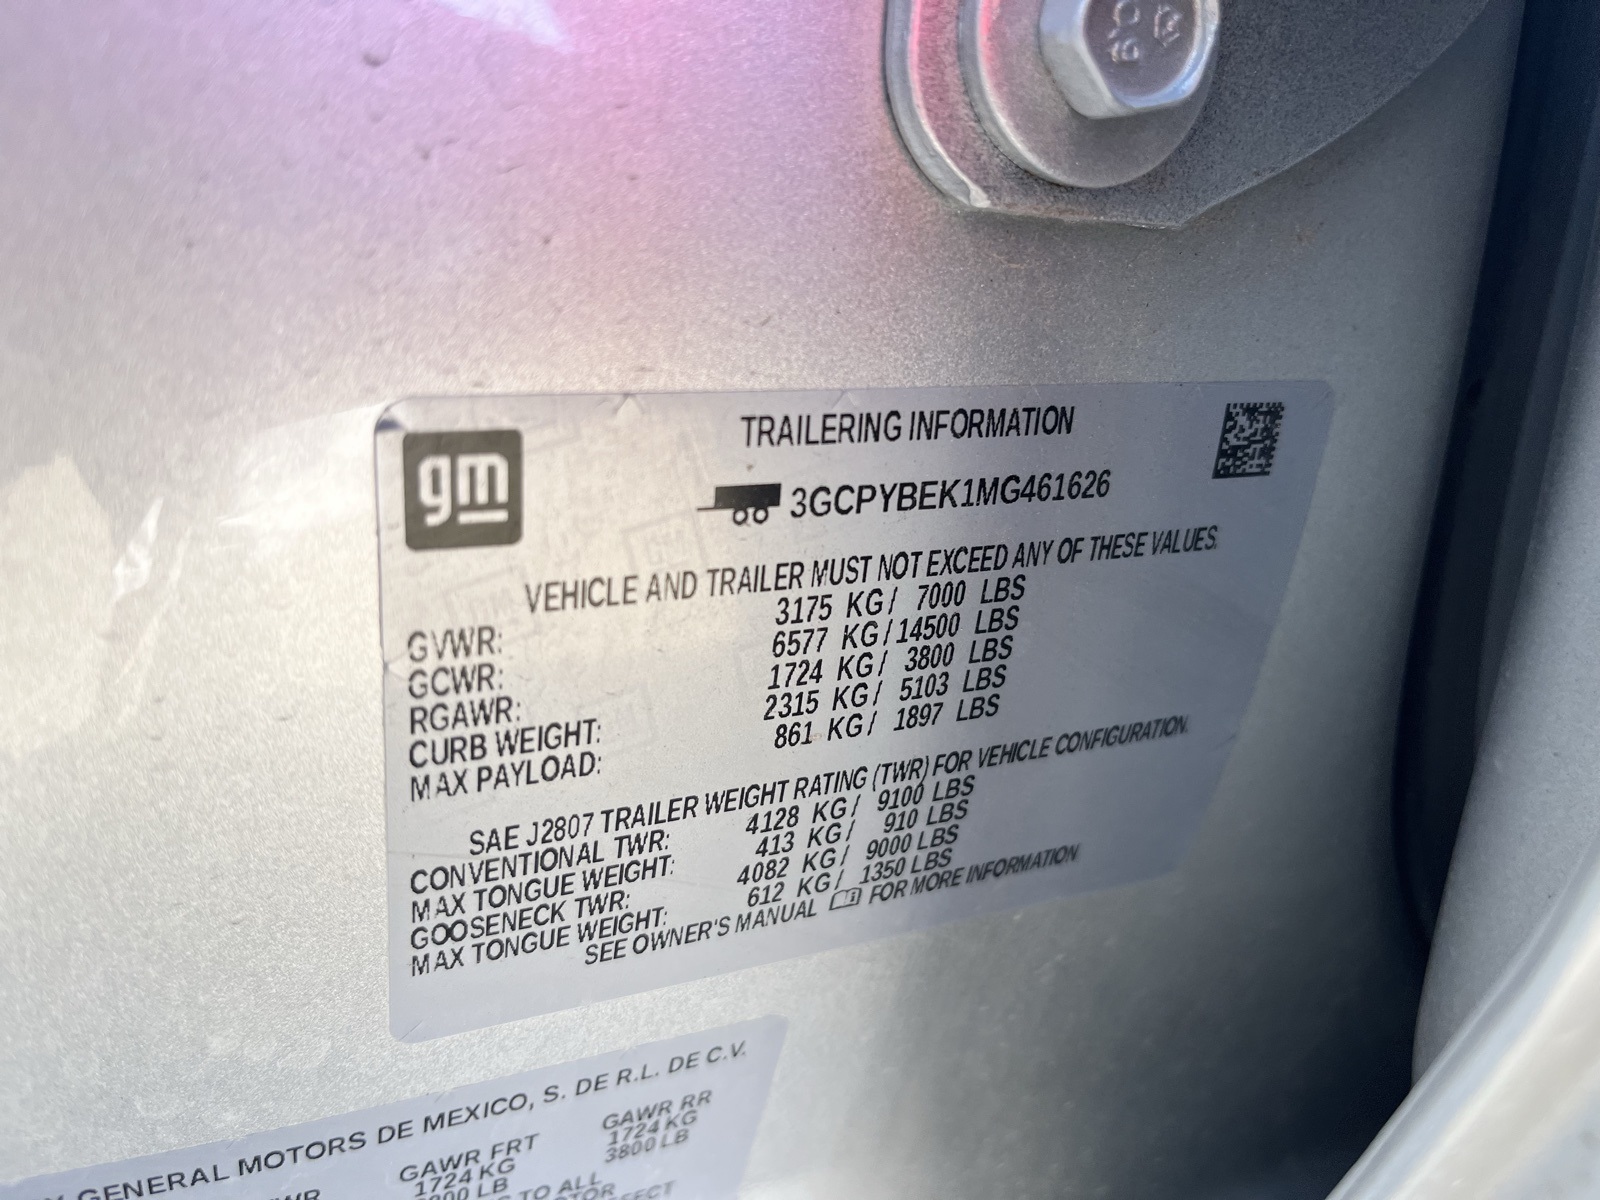 gm
TRAILERING INFORMATION
3GCPYBEK1MG461626
VEHICLE AND TRAILER MUST NOT EXCEED ANY OF THESE VALUES.
GVWR: 3175 KG/ 7000 LBS
GCWR: 6577 KG/14500 LBS
RGAWR: 1724 KG/ 3800 LBS
CURB WEIGHT: 2315 KG/ 5103 LBS
MAX PAYLOAD: 861 KG/ 1897 LBS
SAE J2807 TRAILER WEIGHT RATING (TWR) FOR VEHICLE CONFIGURATION.
CONVENTIONAL TWR: 4128 KG/ 9100 LBS
MAX TONGUE WEIGHT: 413 KG/ 910 LBS
GOOSENECK TWR: 4082 KG/ 9000 LBS
MAX TONGUE WEIGHT: 612 KG/ 1350 LBS
SEE OWNER'S MANUAL FOR MORE INFORMATION
GENERAL MOTORS DE MEXICO, S. DE R.L. DE C.V.
GAWR FRT GAWR RR
1724 KG 1724 KG
LB 3800 LB
TO ALL